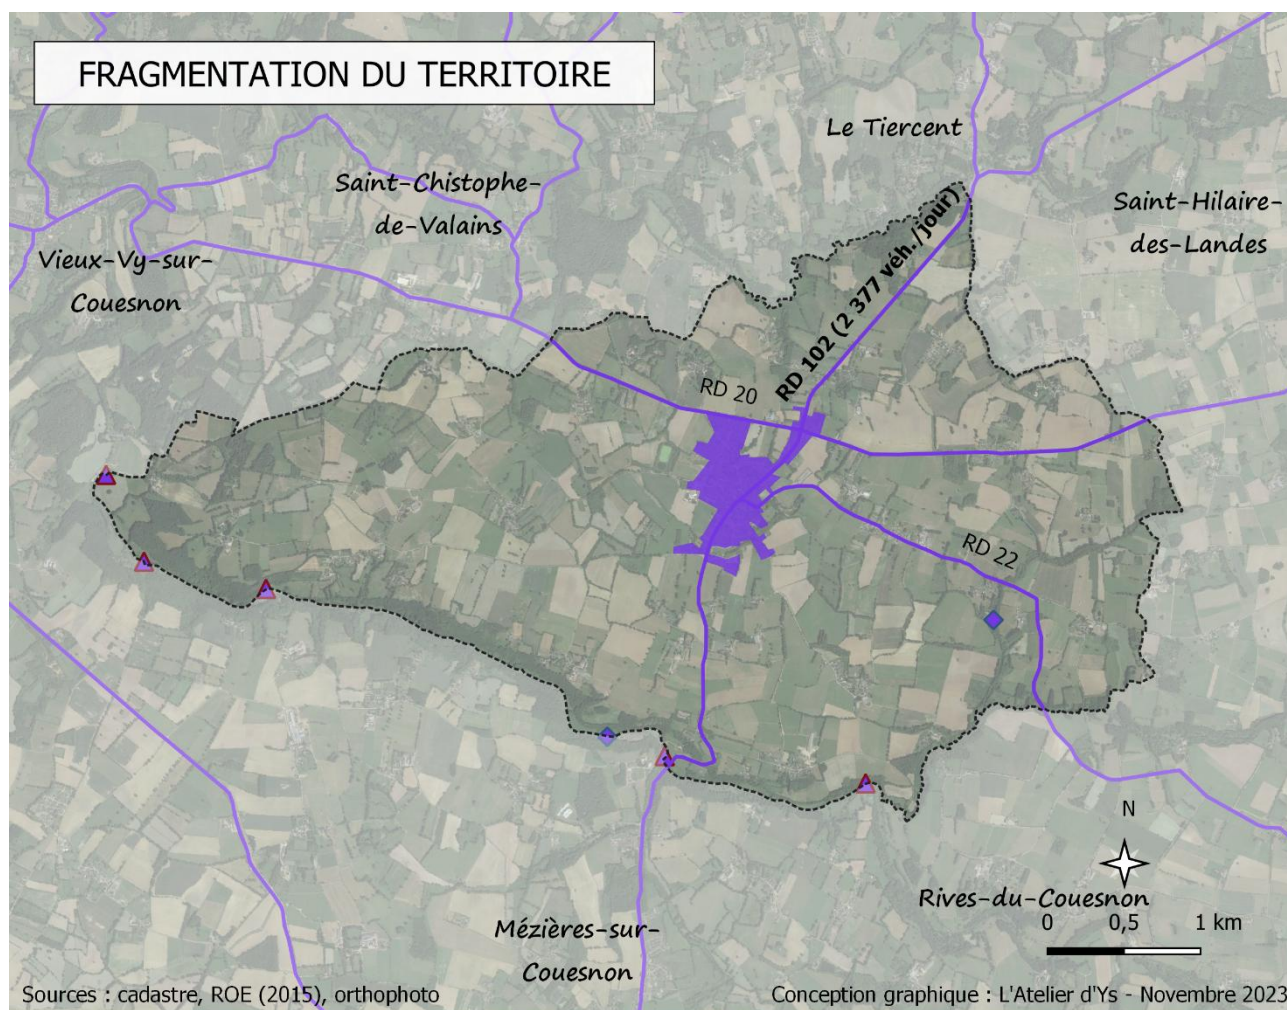 FRAGMENTATION DU TERRITOIRE
Le Tiercent
Saint-Chistophe-
de-Valains
Saint-Hilaire-
des-Landes
Vieux-Vy-sur-
Couesnon
RD 102 (2 377 véh./jour)
RD 20
RD 22
N
Rives-du-Couesnon
0 0,5 1 km
Mézières-sur-
Couesnon
Sources : cadastre, ROE (2015), orthophoto
Conception graphique : L'Atelier d'Ys - Novembre 2023